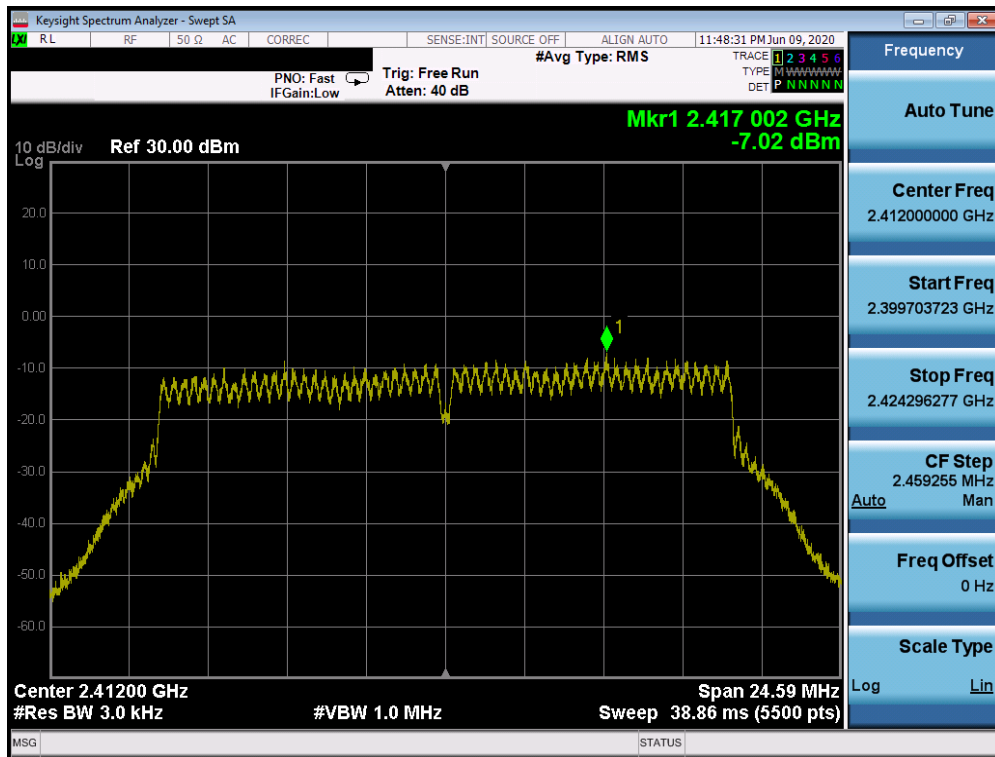 Keysight Spectrum Analyzer - Swept SA
LXI RL RF 50 Ω AC CORREC SENSE:INT SOURCE OFF ALIGN AUTO 11:48:31 PM Jun 09, 2020
#Avg Type: RMS
PNO: Fast
IFGain:Low
Trig: Free Run
Atten: 40 dB
TRACE 1 2 3 4 5 6
TYPE M W W W W W
DET P N N N N N
Mkr1 2.417 002 GHz
-7.02 dBm
10 dB/div Ref 30.00 dBm
Log
20.0
10.0
0.00
-10.0
-20.0
-30.0
-40.0
-50.0
-60.0
1
Center 2.41200 GHz Span 24.59 MHz
#Res BW 3.0 kHz #VBW 1.0 MHz Sweep 38.86 ms (5500 pts)
MSG STATUS
Frequency
Auto Tune
Center Freq
2.412000000 GHz
Start Freq
2.399703723 GHz
Stop Freq
2.424296277 GHz
CF Step
2.459255 MHz
Auto Man
Freq Offset
0 Hz
Scale Type
Log Lin